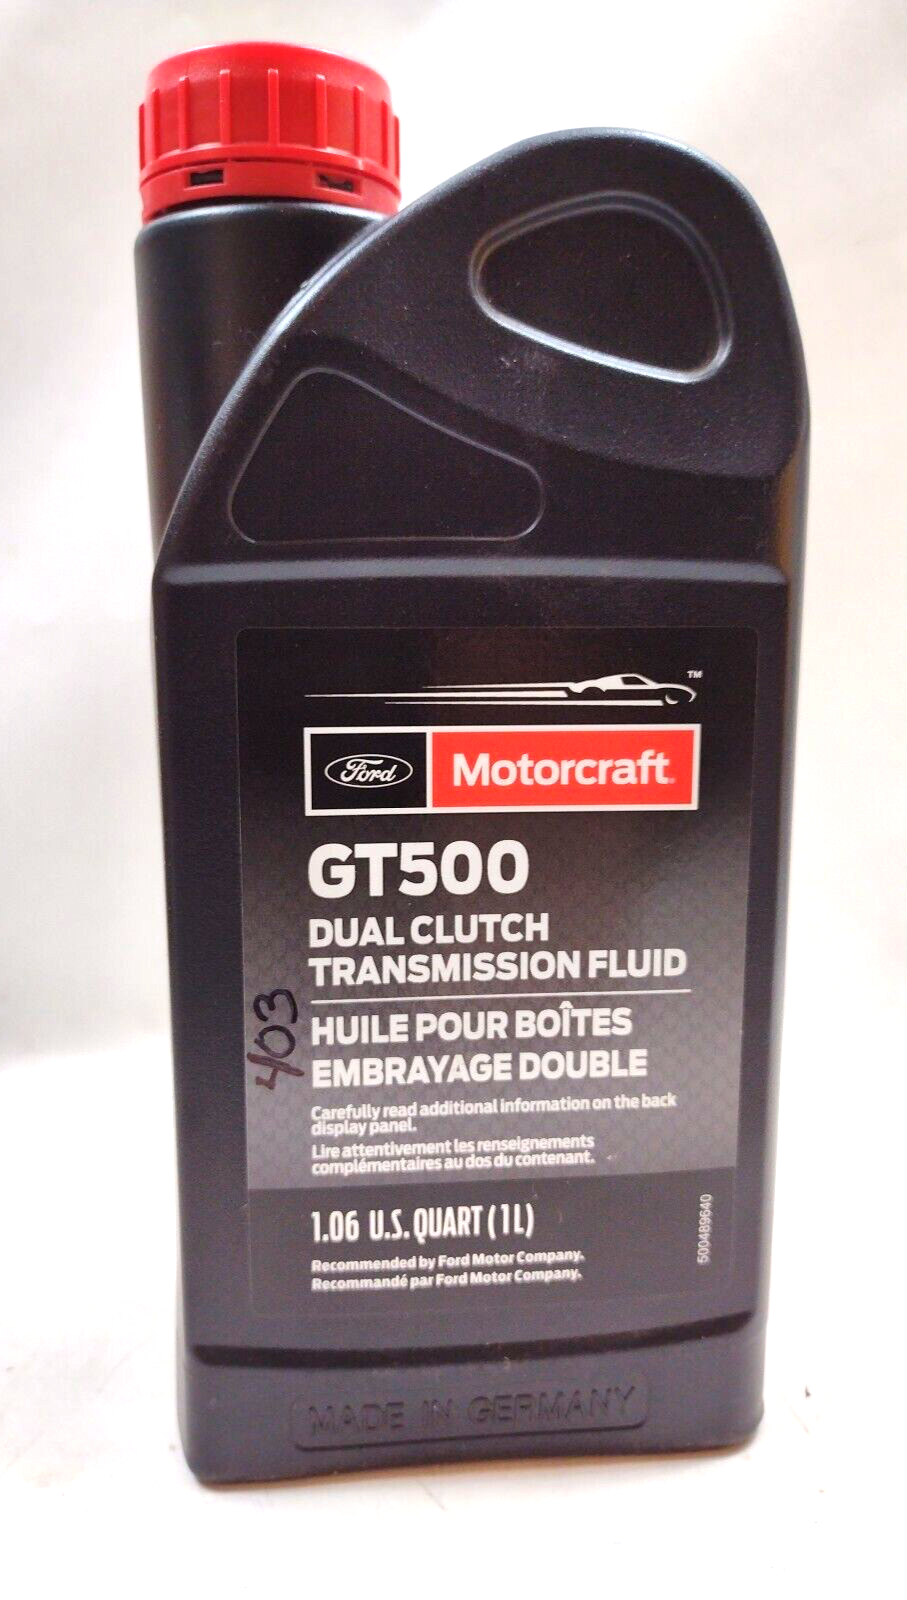 TM
Ford Motorcraft®
GT500
DUAL CLUTCH
TRANSMISSION FLUID
HUILE POUR BOÎTES
EMBRAYAGE DOUBLE
403
Carefully read additional information on the back
display panel.
Lire attentivement les renseignements
complémentaires au dos du contenant.
1.06 U.S. QUART (1L)
Recommended by Ford Motor Company.
Recommandé par Ford Motor Company.
500489640
MADE IN GERMANY